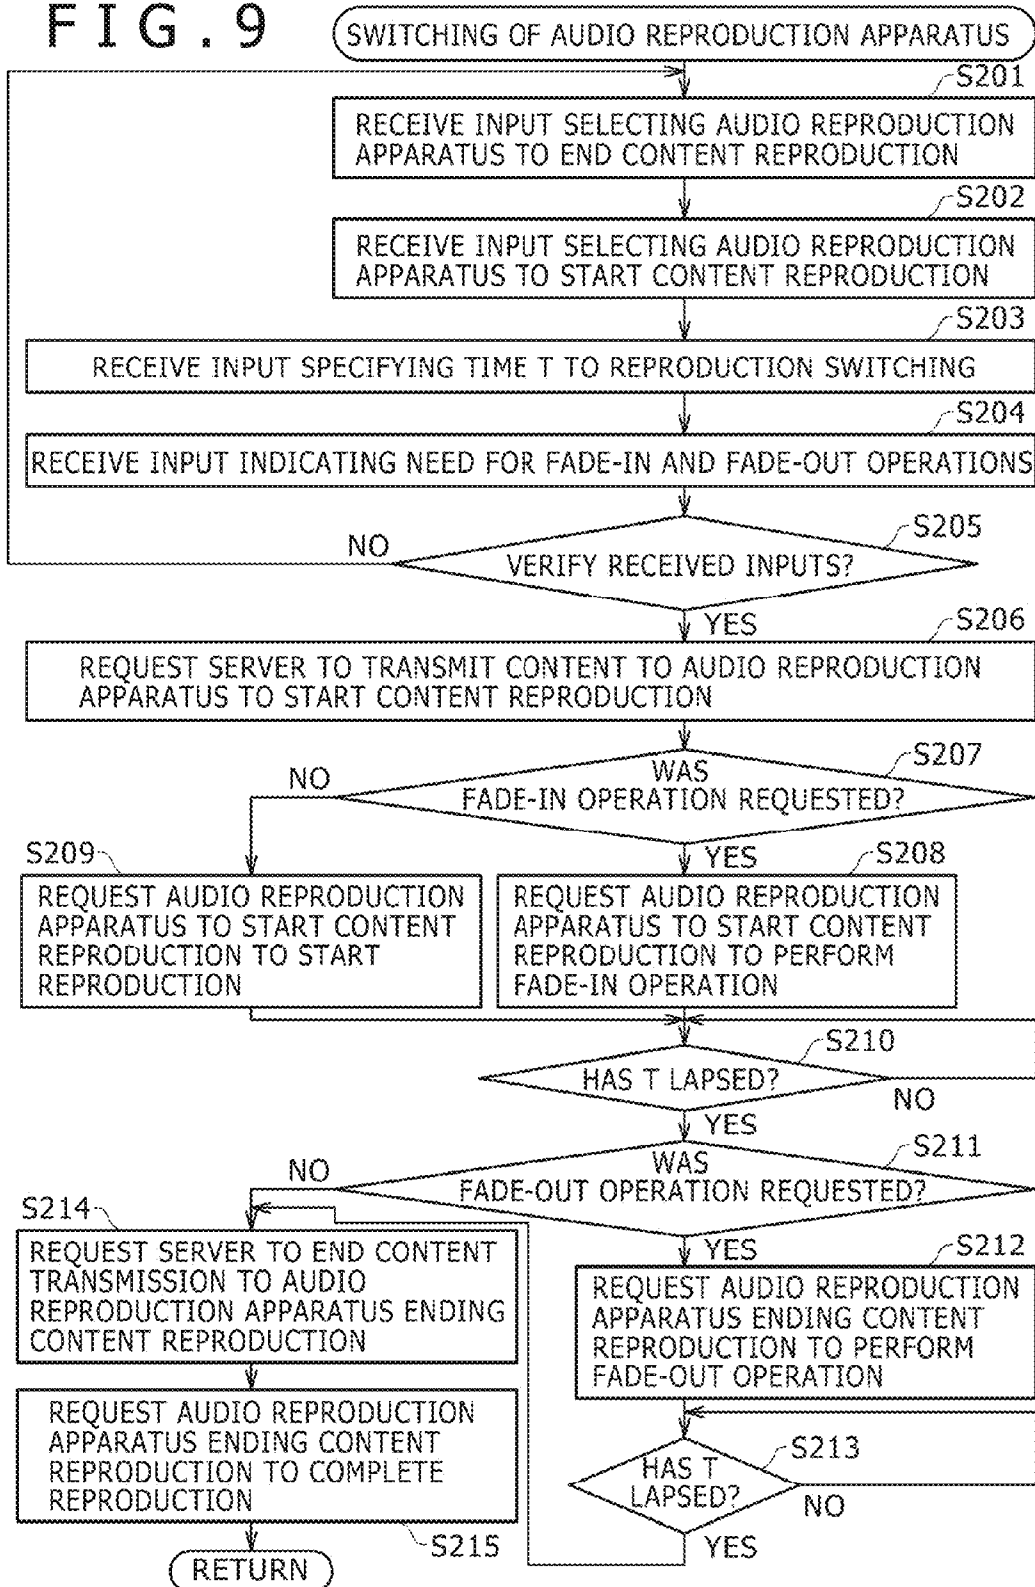 FIG.9
SWITCHING OF AUDIO REPRODUCTION APPARATUS
S201
RECEIVE INPUT SELECTING AUDIO REPRODUCTION
APPARATUS TO END CONTENT REPRODUCTION
S202
RECEIVE INPUT SELECTING AUDIO REPRODUCTION
APPARATUS TO START CONTENT REPRODUCTION
S203
RECEIVE INPUT SPECIFYING TIME T TO REPRODUCTION SWITCHING
S204
RECEIVE INPUT INDICATING NEED FOR FADE-IN AND FADE-OUT OPERATIONS
S205
NO
VERIFY RECEIVED INPUTS?
YES
S206
REQUEST SERVER TO TRANSMIT CONTENT TO AUDIO REPRODUCTION
APPARATUS TO START CONTENT REPRODUCTION
S207
NO
WAS
FADE-IN OPERATION REQUESTED?
YES
S209
REQUEST AUDIO REPRODUCTION
APPARATUS TO START CONTENT
REPRODUCTION TO START
REPRODUCTION
S208
REQUEST AUDIO REPRODUCTION
APPARATUS TO START CONTENT
REPRODUCTION TO PERFORM
FADE-IN OPERATION
S210
HAS T LAPSED?
NO
YES
S211
NO
WAS
FADE-OUT OPERATION REQUESTED?
YES
S214
REQUEST SERVER TO END CONTENT
TRANSMISSION TO AUDIO
REPRODUCTION APPARATUS ENDING
CONTENT REPRODUCTION
S212
REQUEST AUDIO REPRODUCTION
APPARATUS ENDING CONTENT
REPRODUCTION TO PERFORM
FADE-OUT OPERATION
REQUEST AUDIO REPRODUCTION
APPARATUS ENDING CONTENT
REPRODUCTION TO COMPLETE
REPRODUCTION
S213
HAS T
LAPSED?
NO
YES
S215
RETURN